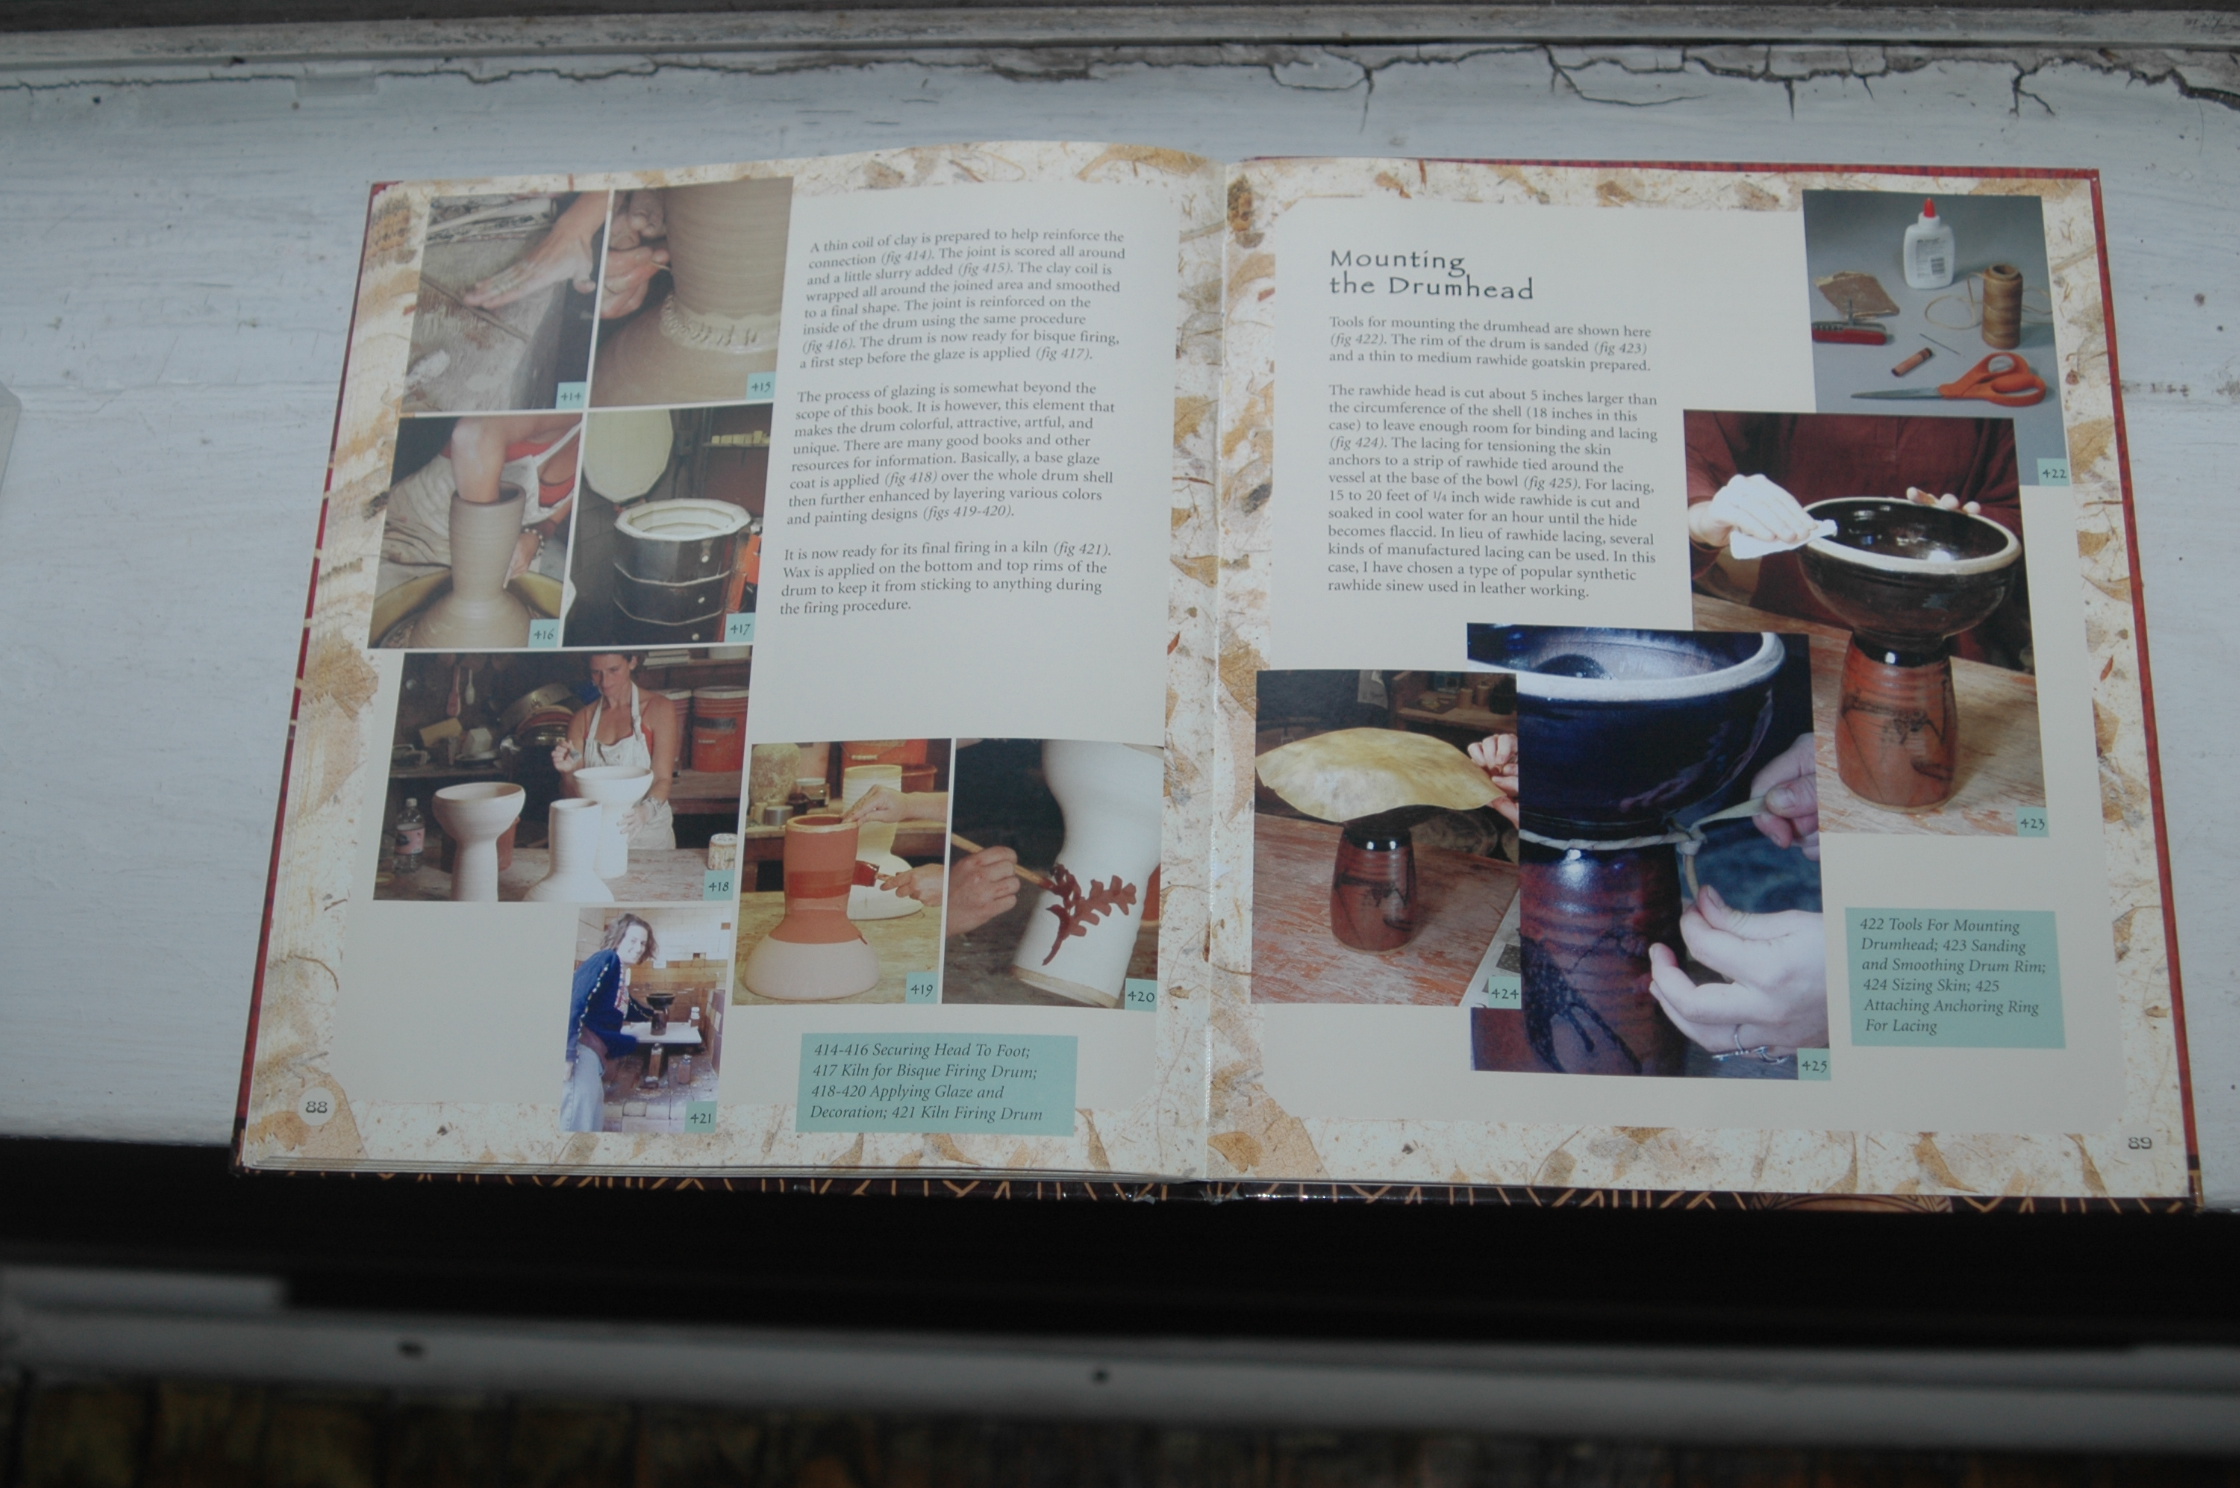 414
415
416
417
418
419
420
421
A thin coil of clay is prepared to help reinforce the
connection (fig 414). The joint is scored all around
and a little slurry added (fig 415). The clay coil is
wrapped all around the joined area and smoothed
to a final shape. The joint is reinforced on the
inside of the drum using the same procedure
(fig 416). The drum is now ready for bisque firing,
a first step before the glaze is applied (fig 417).
The process of glazing is somewhat beyond the
scope of this book. It is however, this element that
makes the drum colorful, attractive, artful, and
unique. There are many good books and other
resources for information. Basically, a base glaze
coat is applied (fig 418) over the whole drum shell
then further enhanced by layering various colors
and painting designs (figs 419-420).
It is now ready for its final firing in a kiln (fig 421).
Wax is applied on the bottom and top rims of the
drum to keep it from sticking to anything during
the firing procedure.
414-416 Securing Head To Foot;
417 Kiln for Bisque Firing Drum;
418-420 Applying Glaze and
Decoration; 421 Kiln Firing Drum
88
Mounting
the Drumhead
Tools for mounting the drumhead are shown here
(fig 422). The rim of the drum is sanded (fig 423)
and a thin to medium rawhide goatskin prepared.
The rawhide head is cut about 5 inches larger than
the circumference of the shell (18 inches in this
case) to leave enough room for binding and lacing
(fig 424). The lacing for tensioning the skin
anchors to a strip of rawhide tied around the
vessel at the base of the bowl (fig 425). For lacing,
15 to 20 feet of 1/4 inch wide rawhide is cut and
soaked in cool water for an hour until the hide
becomes flaccid. In lieu of rawhide lacing, several
kinds of manufactured lacing can be used. In this
case, I have chosen a type of popular synthetic
rawhide sinew used in leather working.
422
423
424
425
422 Tools For Mounting
Drumhead; 423 Sanding
and Smoothing Drum Rim;
424 Sizing Skin; 425
Attaching Anchoring Ring
For Lacing
89